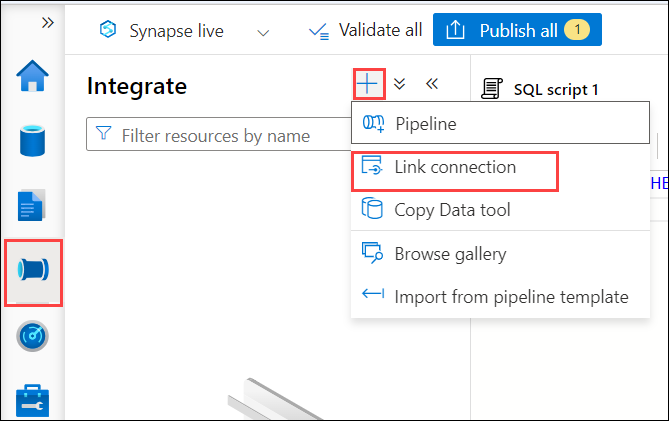 Synapse live
Validate all
Publish all 1
Integrate
SQL script 1
Filter resources by name
Pipeline
Link connection
HE
Copy Data tool
Browse gallery
Import from pipeline template